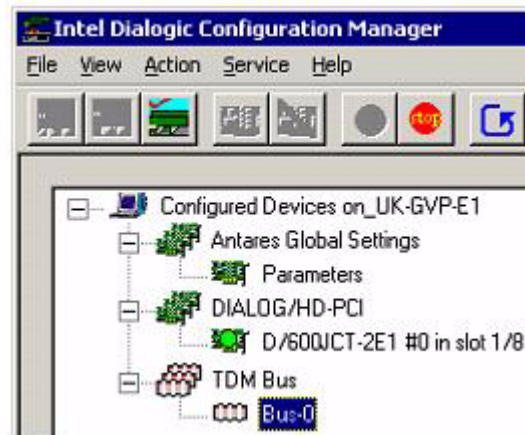 Intel Dialogic Configuration Manager
File View Action Service Help
stop
Configured Devices on_UK-GVP-E1
Antares Global Settings
Parameters
DIALOG/HD-PCI
D/600JCT-2E1 #0 in slot 1/8
TDM Bus
Bus-0